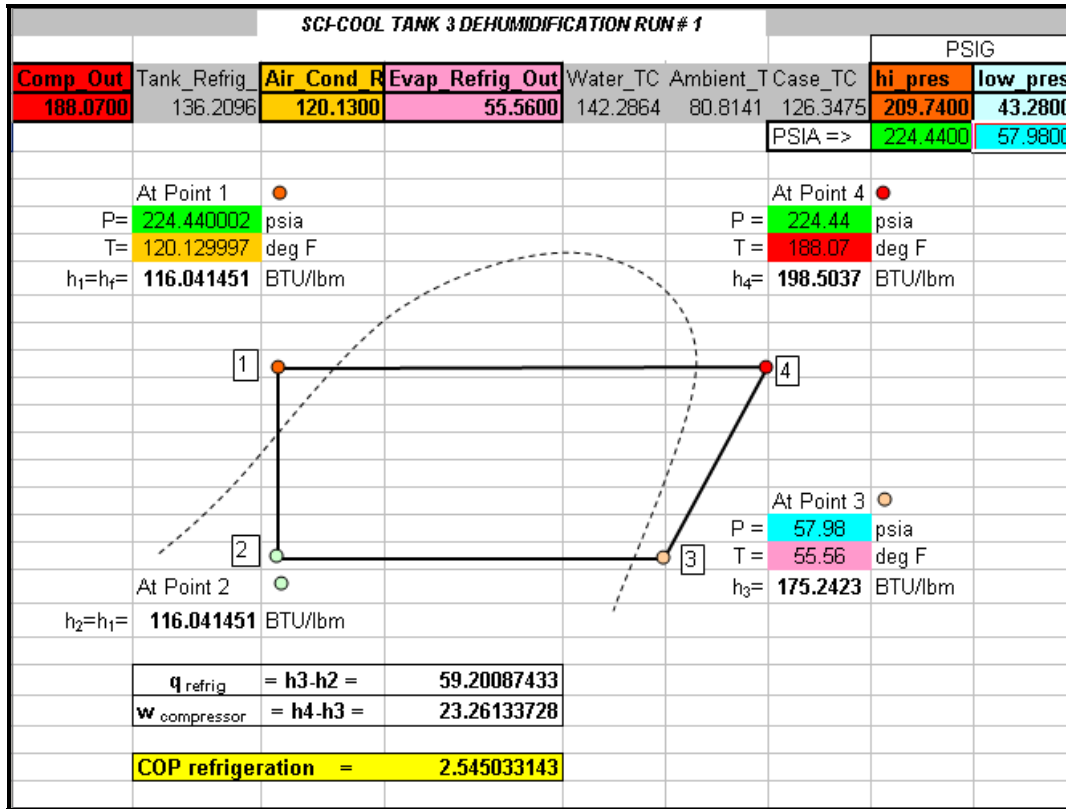 SCI-COOL TANK 3 DEHUMIDIFICATION RUN # 1
PSIG
Comp_Out Tank_Refrig_ Air_Cond_R Evap_Refrig_Out Water_TC Ambient_T Case_TC hi_pres low_pres
188.0700 136.2096 120.1300 55.5600 142.2864 80.8141 126.3475 209.7400 43.2800
PSIA => 224.4400 57.9800
At Point 1 At Point 4
P= 224.440002 psia P = 224.44 psia
T= 120.129997 deg F T = 188.07 deg F
h1=hf= 116.041451 BTU/lbm h4= 198.5037 BTU/lbm
1
4
At Point 3
P = 57.98 psia
2
3 T = 55.56 deg F
At Point 2 h3= 175.2423 BTU/lbm
h2=h1= 116.041451 BTU/lbm
q refrig = h3-h2 = 59.20087433
w compressor = h4-h3 = 23.26133728
COP refrigeration = 2.545033143